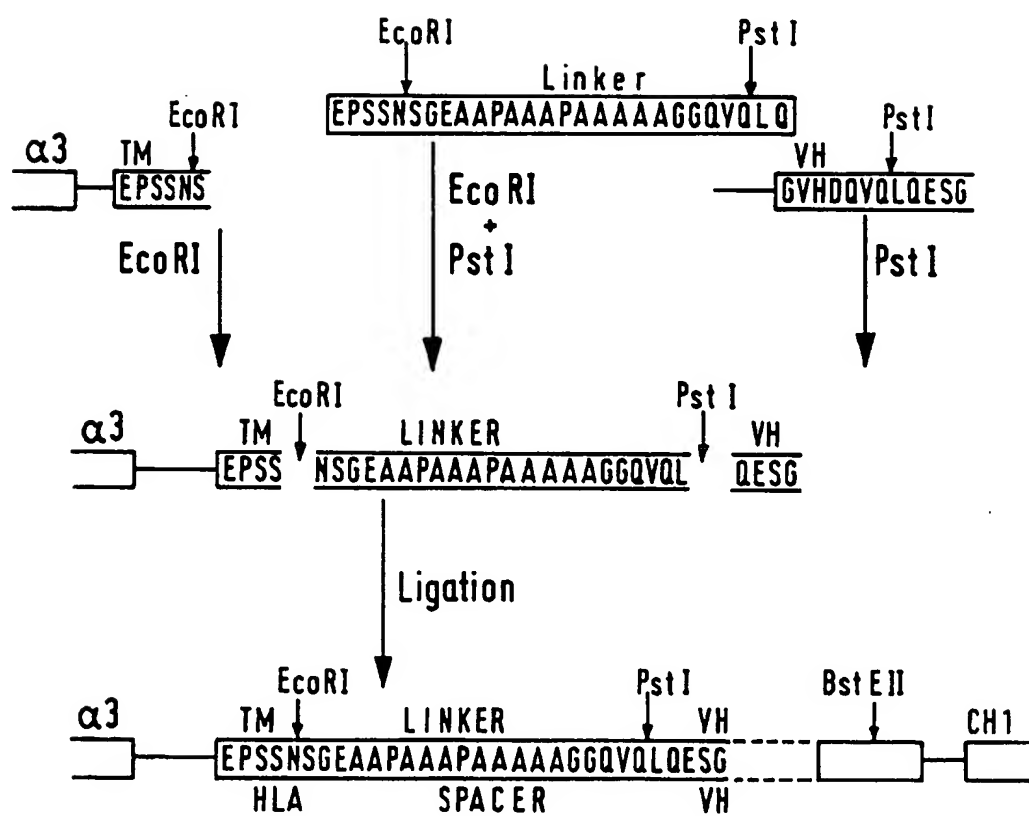 EcoRI PstI
Linker
EPSSNSGEAAPAAAPAAAAAGGQVQLQ
EcoRI PstI
α3 TM VH
EPSSNS GVHDQVQLQESG
EcoRI
+
PstI
EcoRI PstI
EcoRI PstI
α3 TM LINKER VH
EPSS NSGEAAPAAAPAAAAAGGQVQL QESG
Ligation
EcoRI PstI BstEII
α3 TM LINKER VH CH1
EPSSNSGEAAPAAAPAAAAAGGQVQLQESG
HLA SPACER VH